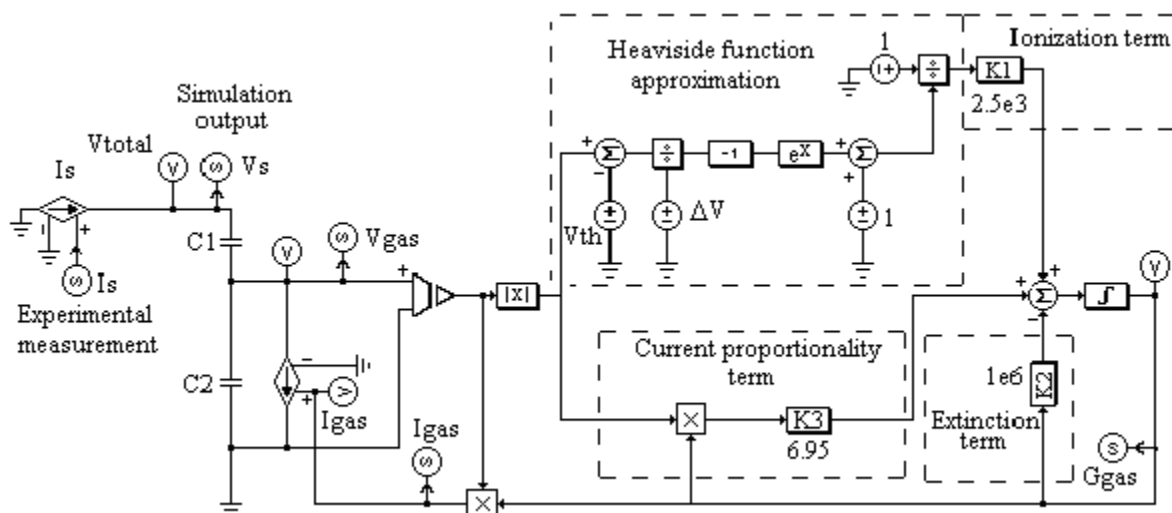 Heaviside function
approximation
1
Ionization term
K1
2.5e3
Simulation
output
Vtotal
V
Vs
Is
Σ
÷
÷
-1
e^x
Σ
Vth
ΔV
1
C1
V
Vgas
Is
Experimental
measurement
|x|
Σ
∫
V
C2
Igas
V
Igas
Current proportionality
term
×
K3
6.95
1e6
K2
Extinction
term
S
Ggas
×